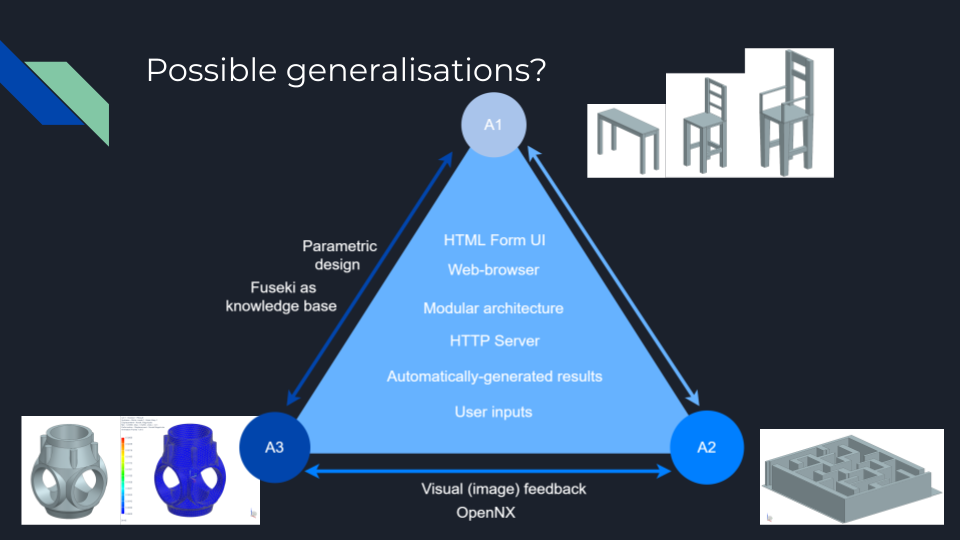 Possible generalisations?
A1
HTML Form UI
Parametric
design
Web-browser
Fuseki as
knowledge base
Modular architecture
HTTP Server
Automatically-generated results
User inputs
A3
A2
Visual (image) feedback
OpenNX